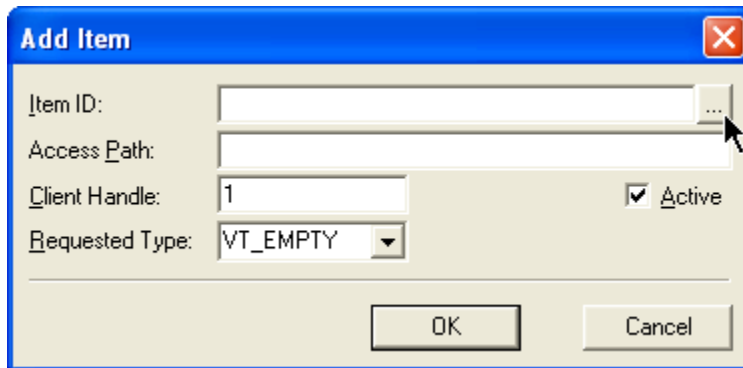 Add Item
Item ID: ...
Access Path:
Client Handle: 1 Active
Requested Type: VT_EMPTY
OK Cancel